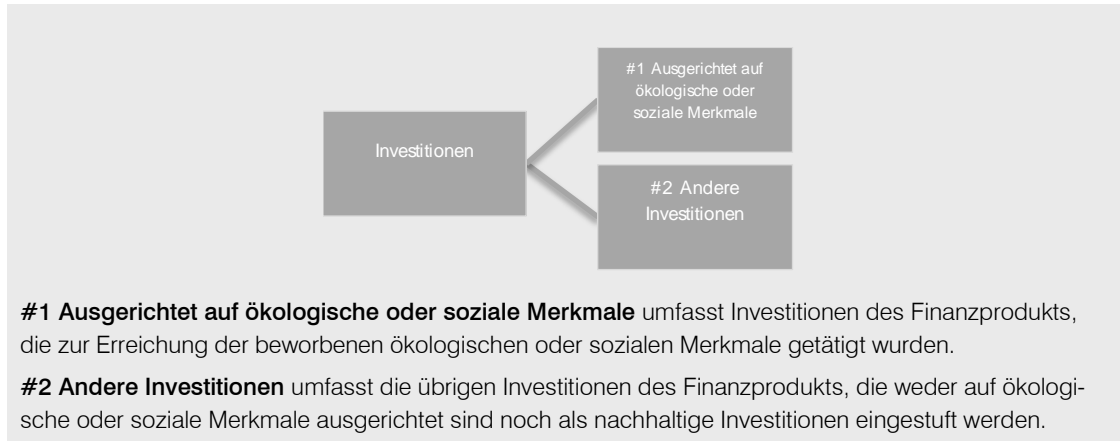 #1 Ausgerichtet auf
ökologische oder
soziale Merkmale
Investitionen
#2 Andere
Investitionen
#1 Ausgerichtet auf ökologische oder soziale Merkmale umfasst Investitionen des Finanzprodukts,
die zur Erreichung der beworbenen ökologischen oder sozialen Merkmale getätigt wurden.
#2 Andere Investitionen umfasst die übrigen Investitionen des Finanzprodukts, die weder auf ökologi-
sche oder soziale Merkmale ausgerichtet sind noch als nachhaltige Investitionen eingestuft werden.